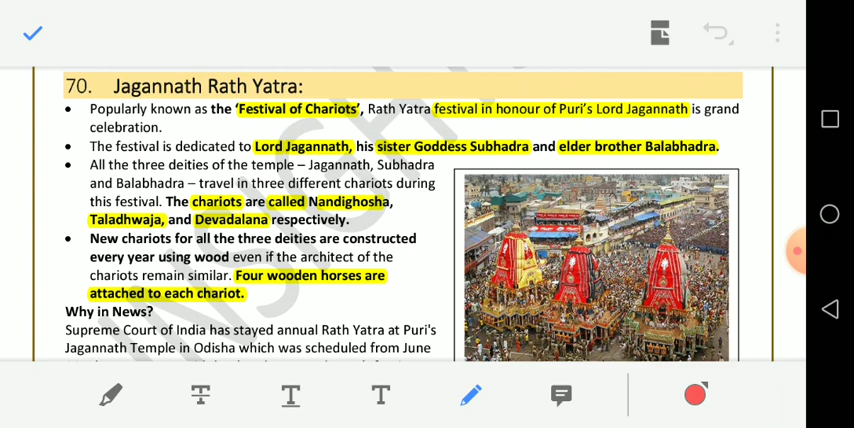 70. Jagannath Rath Yatra:
• Popularly known as the ‘Festival of Chariots’, Rath Yatra festival in honour of Puri’s Lord Jagannath is grand
celebration.
• The festival is dedicated to Lord Jagannath, his sister Goddess Subhadra and elder brother Balabhadra.
• All the three deities of the temple – Jagannath, Subhadra
and Balabhadra – travel in three different chariots during
this festival. The chariots are called Nandighosha,
Taladhwaja, and Devadalana respectively.
• New chariots for all the three deities are constructed
every year using wood even if the architect of the
chariots remain similar. Four wooden horses are
attached to each chariot.
Why in News?
Supreme Court of India has stayed annual Rath Yatra at Puri's
Jagannath Temple in Odisha which was scheduled from June